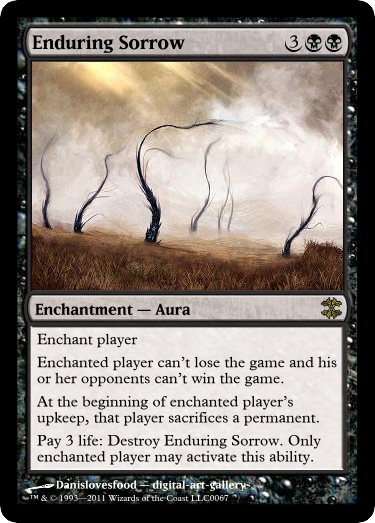 Enduring Sorrow 3
Enchantment — Aura
Enchant player
Enchanted player can't lose the game and his
or her opponents can't win the game.
At the beginning of enchanted player's
upkeep, that player sacrifices a permanent.
Pay 3 life: Destroy Enduring Sorrow. Only
enchanted player may activate this ability.
Danislovesfood — digital-art-gallery
™ & © 1993—2011 Wizards of the Coast LLC0067